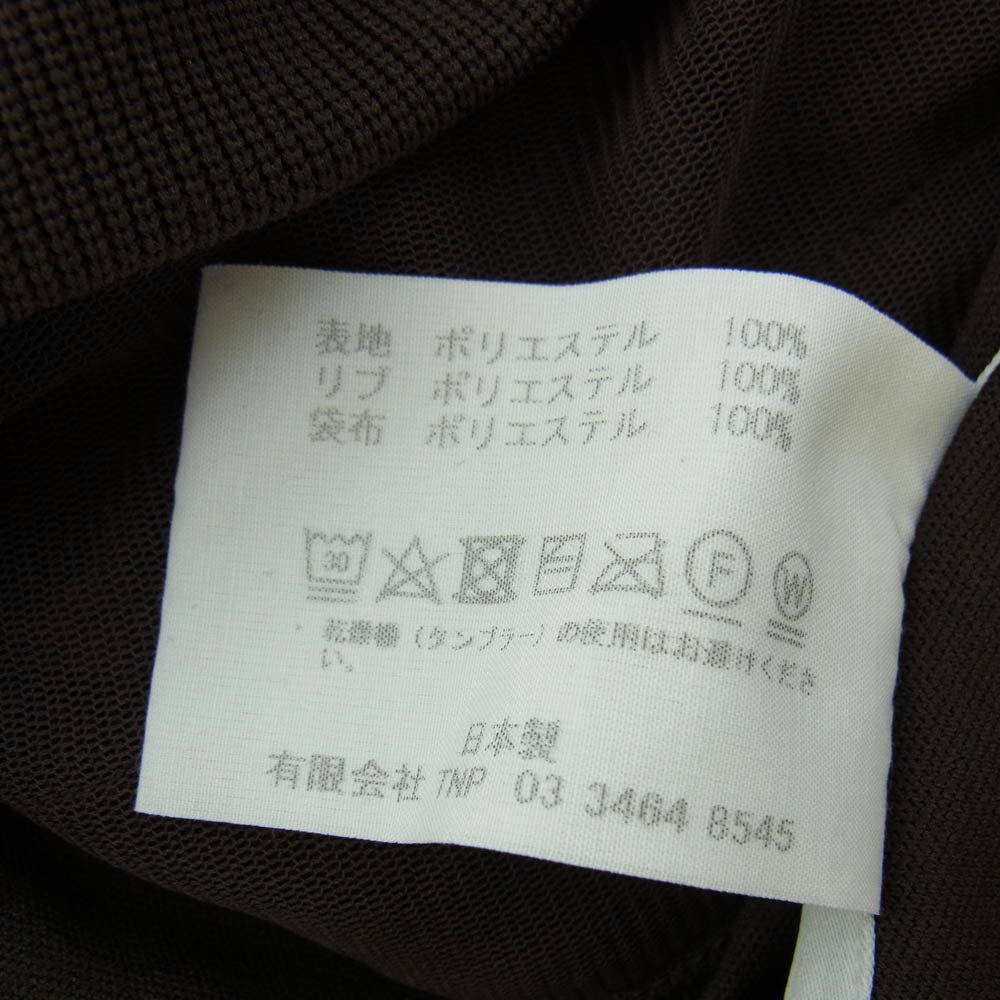 表地 ポリエステル 100%
リブ ポリエステル 100%
袋布 ポリエステル 100%
30 F W
乾燥機（タンブラー）の使用はお避けくださ
い。
日本製
有限会社 TNP 03 3464 8545